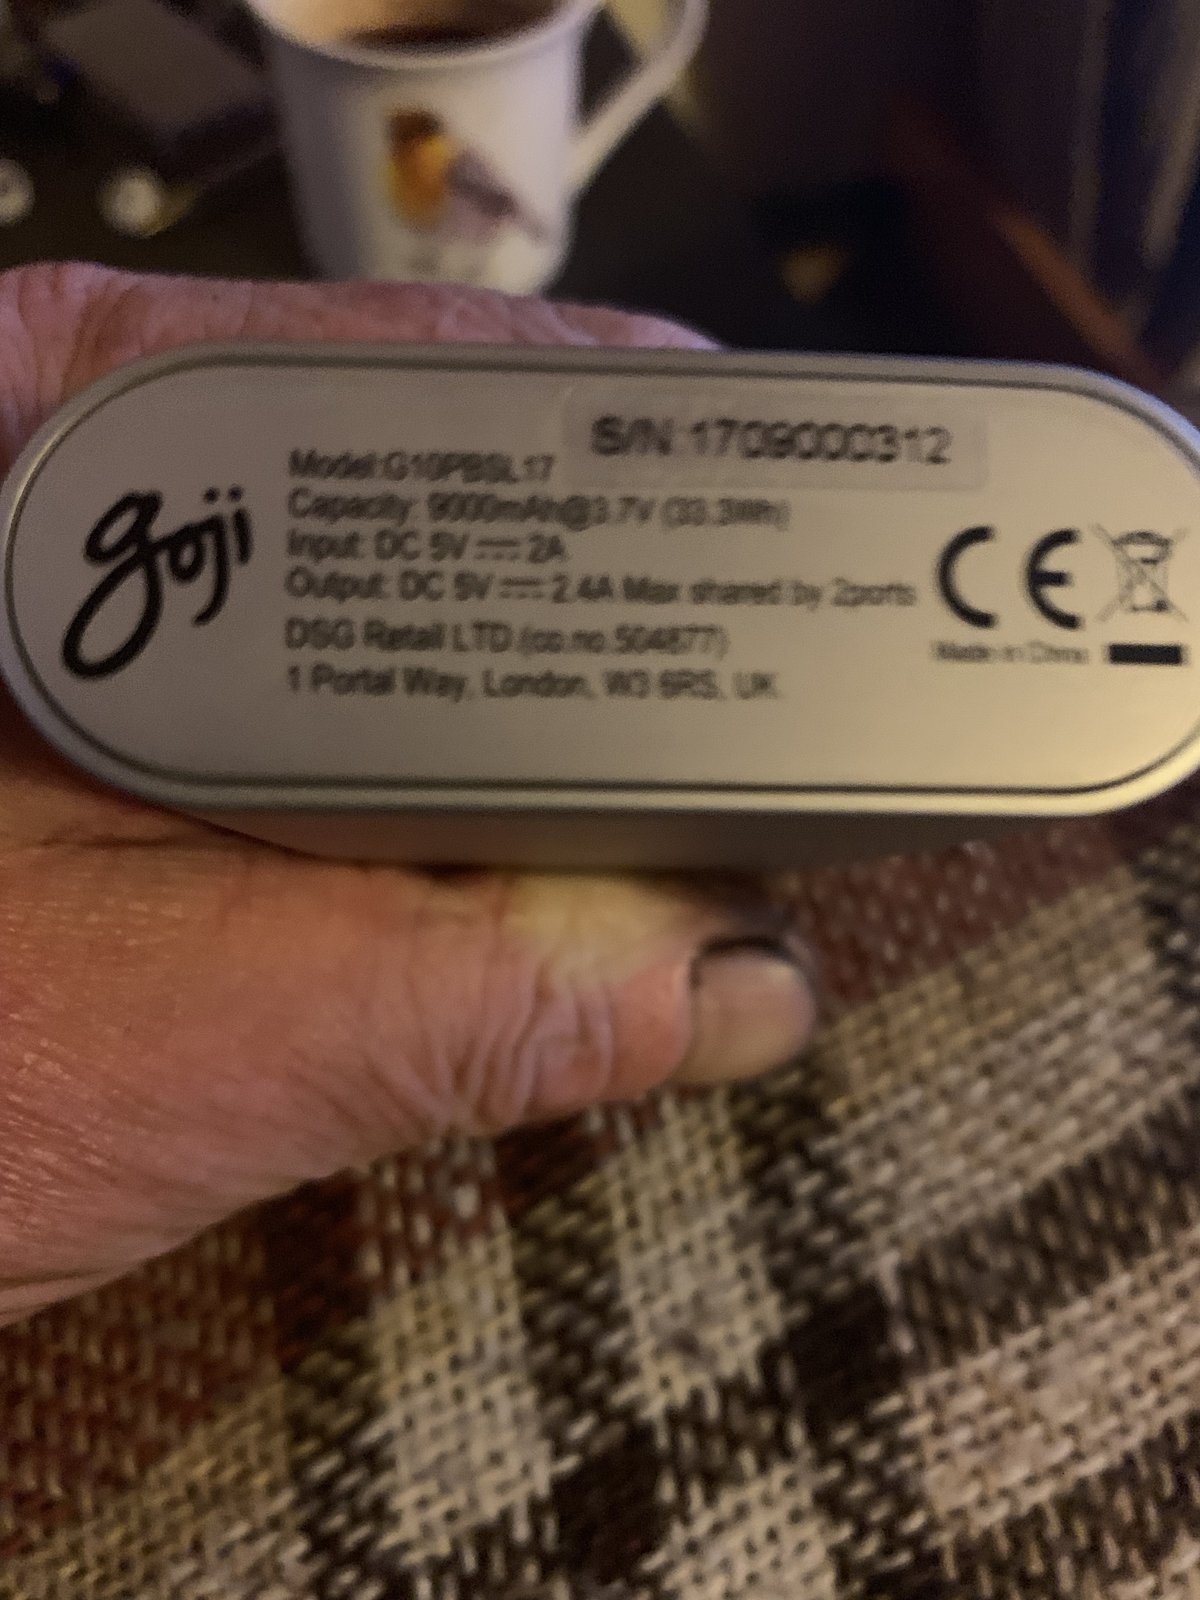 goji
S/N:1709000312
Model:G10PBSL17
Capacity: 9000mAh@3.7V (33.3Wh)
Input: DC 5V ⎓ 2A
Output: DC 5V ⎓ 2.4A Max shared by 2ports
DSG Retail LTD.(co.no.504877)
1 Portal Way, London, W3 6RS, UK
CE
Made in China